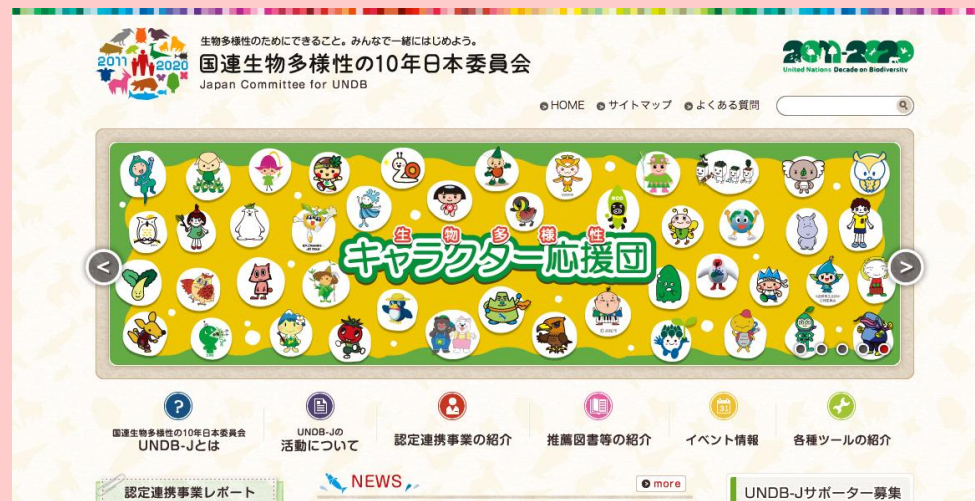 生物多様性のためにできること。みんなで一緒にはじめよう。
2011 2020
国連生物多様性の10年日本委員会
Japan Committee for UNDB
2011-2020
United Nations Decade on Biodiversity
HOME サイトマップ よくある質問
生物多様性
キャラクター応援団
< >
?
31
国連生物多様性の10年日本委員会
UNDB-Jとは
UNDB-Jの
活動について
認定連携事業の紹介
推薦図書等の紹介
イベント情報
各種ツールの紹介
認定連携事業レポート
NEWS
more
UNDB-Jサポーター募集